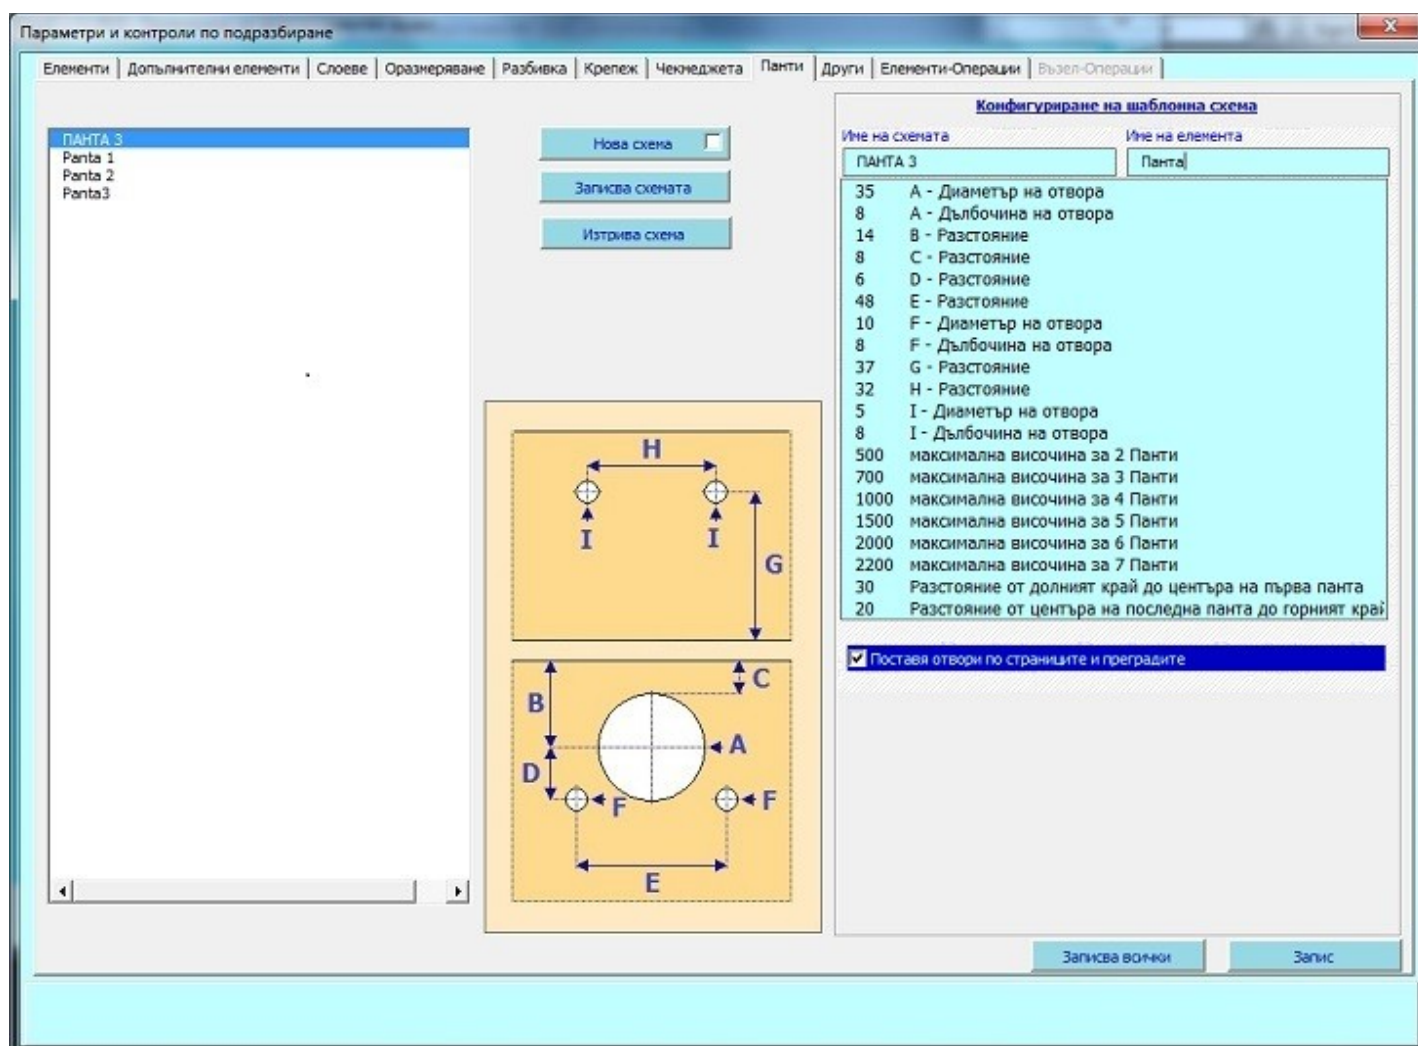 Параметри и контроли по подразбиране
Елементи Допълнителни елементи Слоеве Оразмеряване Разбивка Крепеж Чекмеджета Панти Други Елементи-Операции Възел-Операции
ПАНТА 3
Panta 1
Panta 2
Panta3
Нова схема
Записва схемата
Изтрива схема
H
I I
G
C
B
A
D
F F
E
Конфигуриране на шаблонна схема
Име на схемата Име на елемента
ПАНТА 3 Панта
35 A - Диаметър на отвора
8 A - Дълбочина на отвора
14 B - Разстояние
8 C - Разстояние
6 D - Разстояние
48 E - Разстояние
10 F - Диаметър на отвора
8 F - Дълбочина на отвора
37 G - Разстояние
32 H - Разстояние
5 I - Диаметър на отвора
8 I - Дълбочина на отвора
500 максимална височина за 2 Панти
700 максимална височина за 3 Панти
1000 максимална височина за 4 Панти
1500 максимална височина за 5 Панти
2000 максимална височина за 6 Панти
2200 максимална височина за 7 Панти
30 Разстояние от долният край до центъра на първа панта
20 Разстояние от центъра на последна панта до горният край
Поставя отвори по страниците и преградите
Записва всички Запис